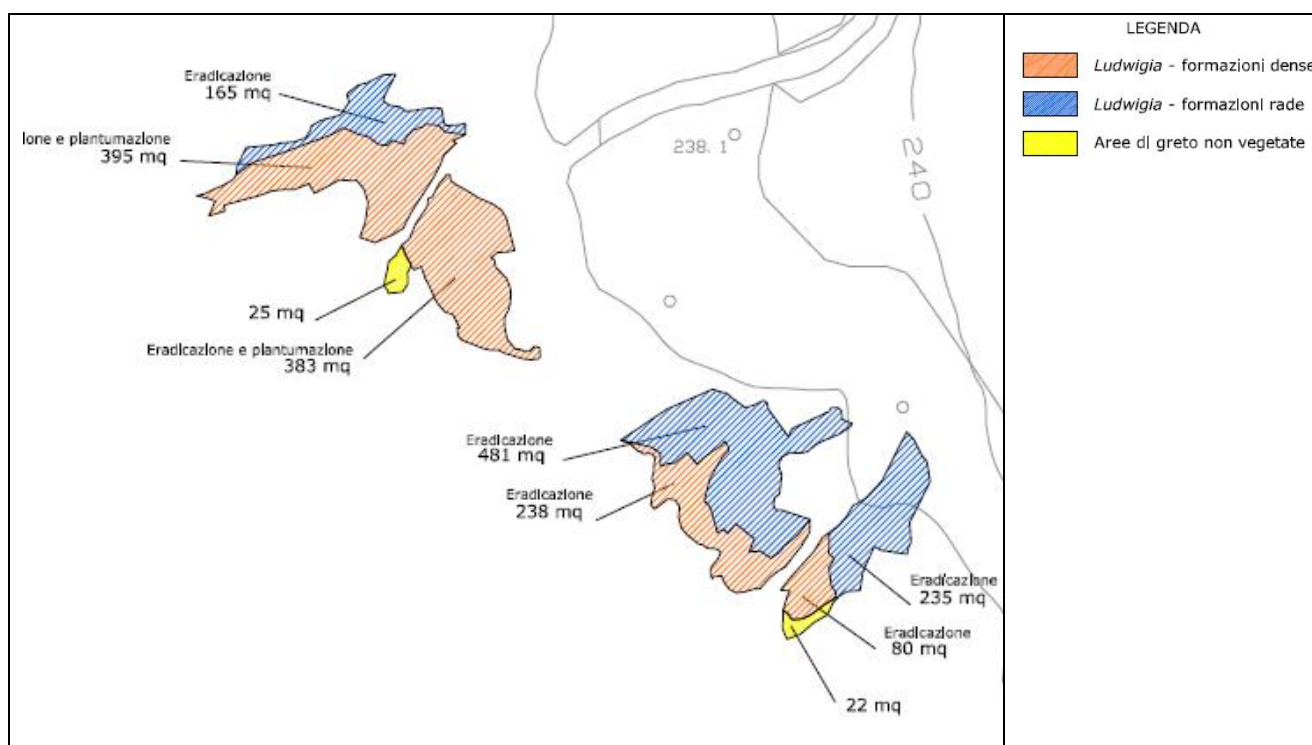 Eradicazione
165 mq
ione e piantumazione
395 mq
25 mq
Eradicazione e piantumazione
383 mq
238. 1
240
Eradicazione
481 mq
Eradicazione
238 mq
Eradicazione
235 mq
Eradicazione
80 mq
22 mq
LEGENDA
Ludwigia - formazioni dense
Ludwigia - formazioni rade
Aree di greto non vegetate